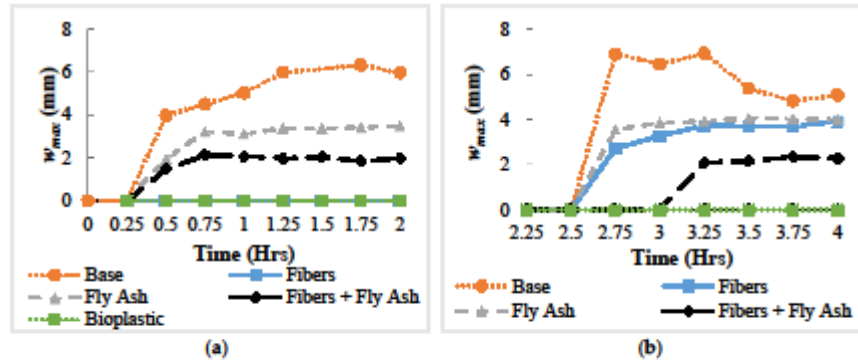 8
6
4
2
0
w_max (mm)
0 0.25 0.5 0.75 1 1.25 1.5 1.75 2
Time (Hrs)
Base Fibers
Fly Ash Fibers + Fly Ash
Bioplastic
(a)
8
6
4
2
0
w_max (mm)
2.25 2.5 2.75 3 3.25 3.5 3.75 4
Time (Hrs)
Base Fibers
Fly Ash Fibers + Fly Ash
(b)